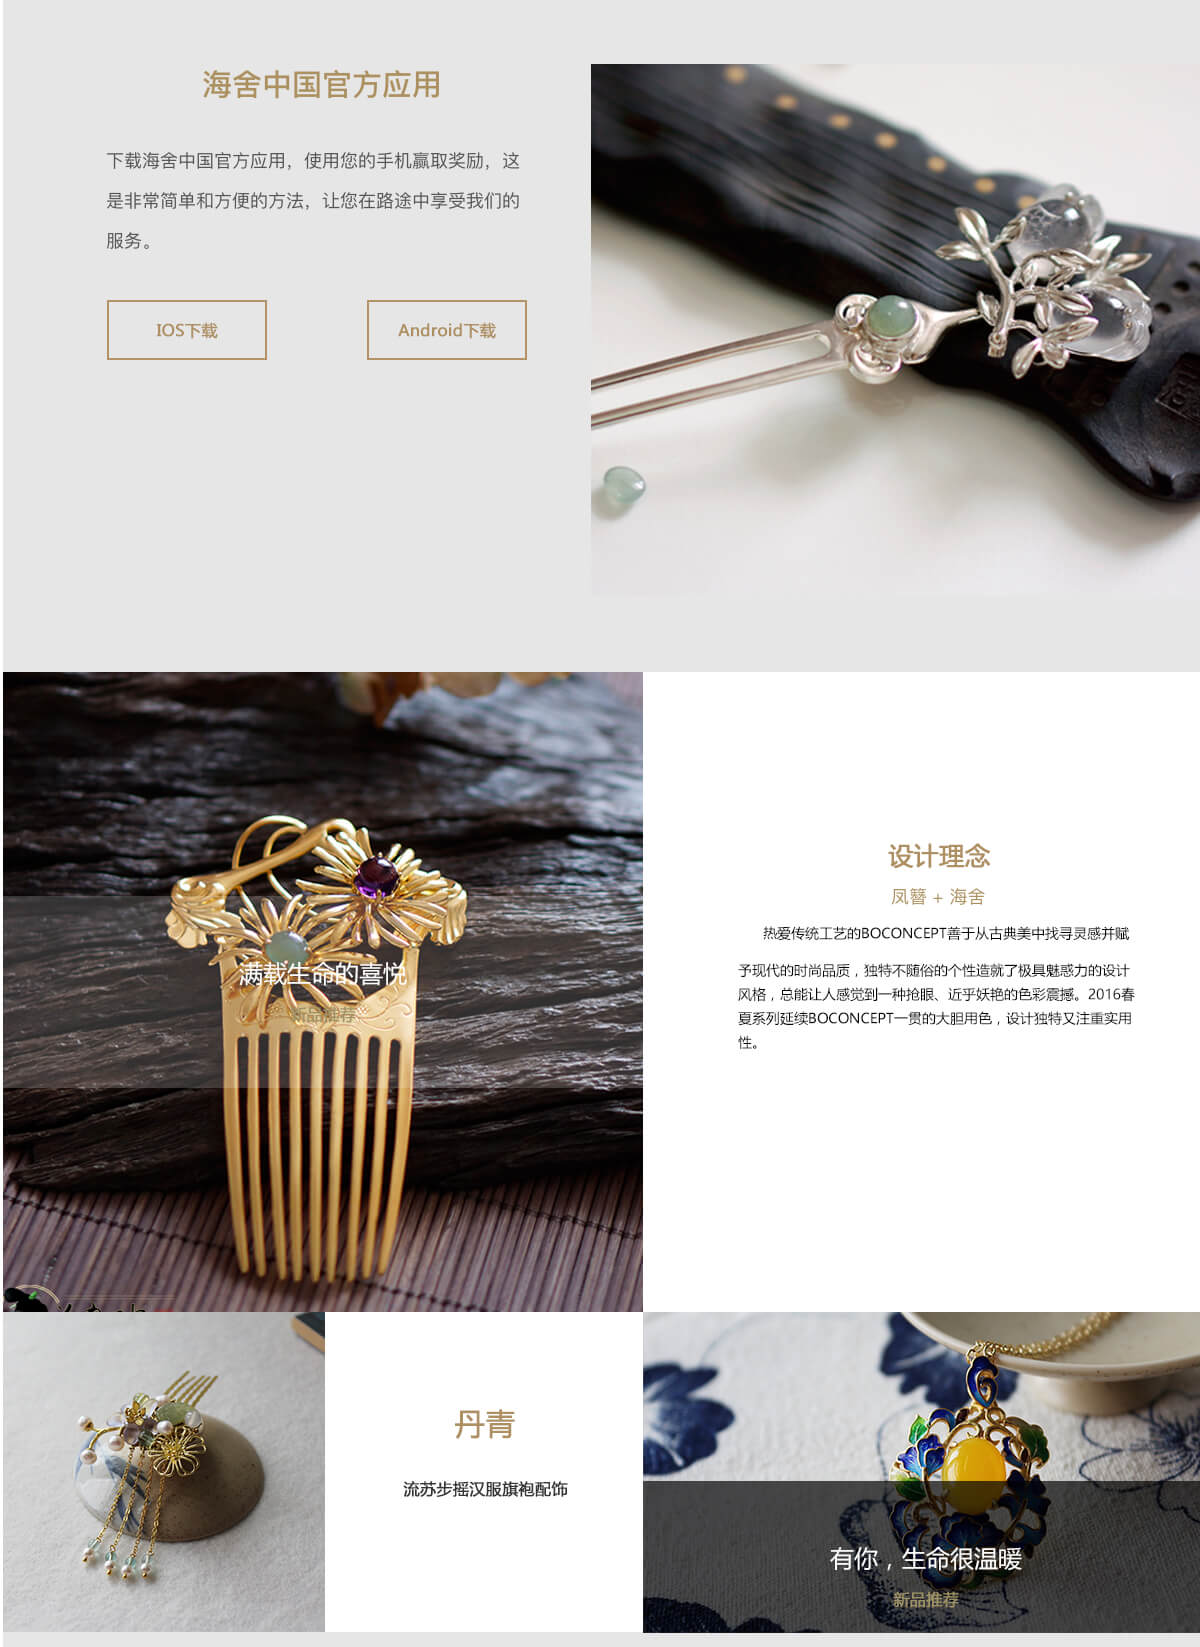 海舍中国官方应用
下载海舍中国官方应用，使用您的手机赢取奖励，这
是非常简单和方便的方法，让您在路途中享受我们的
服务。
IOS下载
Android下载
满载生命的喜悦
新品推荐
设计理念
凤簪 + 海舍
热爱传统工艺的BOCONCEPT善于从古典美中找寻灵感并赋
予现代的时尚品质，独特不随俗的个性造就了极具魅感力的设计
风格，总能让人感觉到一种抢眼、近乎妖艳的色彩震撼。2016春
夏系列延续BOCONCEPT一贯的大胆用色，设计独特又注重实用
性。
丹青
流苏步摇汉服旗袍配饰
有你，生命很温暖
新品推荐